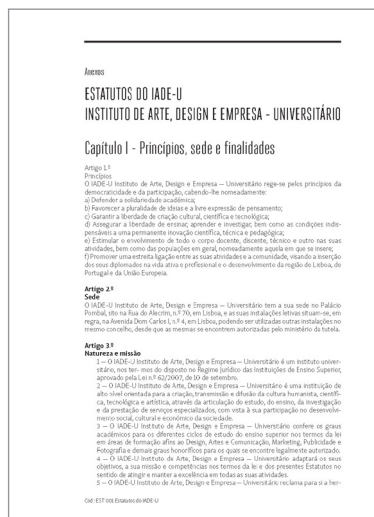 Anexos
ESTATUTOS DO IADE-U
INSTITUTO DE ARTE, DESIGN E EMPRESA - UNIVERSITÁRIO
Capítulo I - Princípios, sede e finalidades
Artigo 1.º
Princípios
O IADE-U Instituto de Arte, Design e Empresa — Universitário rege-se pelos princípios da
democraticidade e da participação, cabendo-lhe nomeadamente:
a) Defender a solidariedade académica;
b) Favorecer a pluralidade de ideias e a livre expressão de pensamento;
c) Garantir a liberdade de criação cultural, científica e tecnológica;
d) Assegurar a liberdade de ensinar, aprender e investigar, bem como as condições indis-
pensáveis a uma permanente inovação científica, técnica e pedagógica;
e) Estimular o envolvimento de todo o corpo docente, discente, técnico e outro nas suas
atividades, bem como das populações em geral, nomeadamente aquela em que se insere;
f) Promover uma estreita ligação entre as suas atividades e a comunidade, visando a inserção
dos seus diplomados na vida ativa e profissional e o desenvolvimento da região de Lisboa, de
Portugal e da União Europeia.
Artigo 2.º
Sede
O IADE-U Instituto de Arte, Design e Empresa — Universitário tem a sua sede no Palácio
Pombal, sito na Rua do Alecrim, n.º 70, em Lisboa, e as suas instalações letivas situam-se, em
regra, na Avenida Dom Carlos I, n.º 4, em Lisboa, podendo ser utilizadas outras instalações no
mesmo concelho, desde que as mesmas se encontrem autorizadas pelo ministério da tutela.
Artigo 3.º
Natureza e missão
1 — O IADE-U Instituto de Arte, Design e Empresa — Universitário é um instituto univer-
sitário, nos ter- mos do disposto no Regime Jurídico das Instituições de Ensino Superior,
aprovado pela Lei n.º 62/2007, de 10 de setembro.
2 — O IADE-U Instituto de Arte, Design e Empresa — Universitário é uma instituição de
alto nível orientada para a criação, transmissão e difusão da cultura humanista, científi-
ca, tecnológica e artística, através da articulação do estudo, do ensino, da investigação
e da prestação de serviços especializados, com vista à sua participação no desenvolvi-
mento social, cultural e económico da sociedade.
3 — O IADE-U Instituto de Arte, Design e Empresa — Universitário confere os graus
académicos para os diferentes ciclos de estudo do ensino superior nos termos da lei
em áreas de formação afins ao Design, Artes e Comunicação, Marketing, Publicidade e
Fotografia e demais graus honoríficos para os quais se encontre legalmente autorizado.
4 — O IADE-U Instituto de Arte, Design e Empresa — Universitário adaptará os seus
objetivos, a sua missão e competências nos termos da lei e dos presentes Estatutos no
sentido de atingir e manter a excelência em todas as suas atividades.
5 — O IADE-U Instituto de Arte, Design e Empresa — Universitário reclama para si a her-
Cód: EST 001 Estatutos do IADE-U